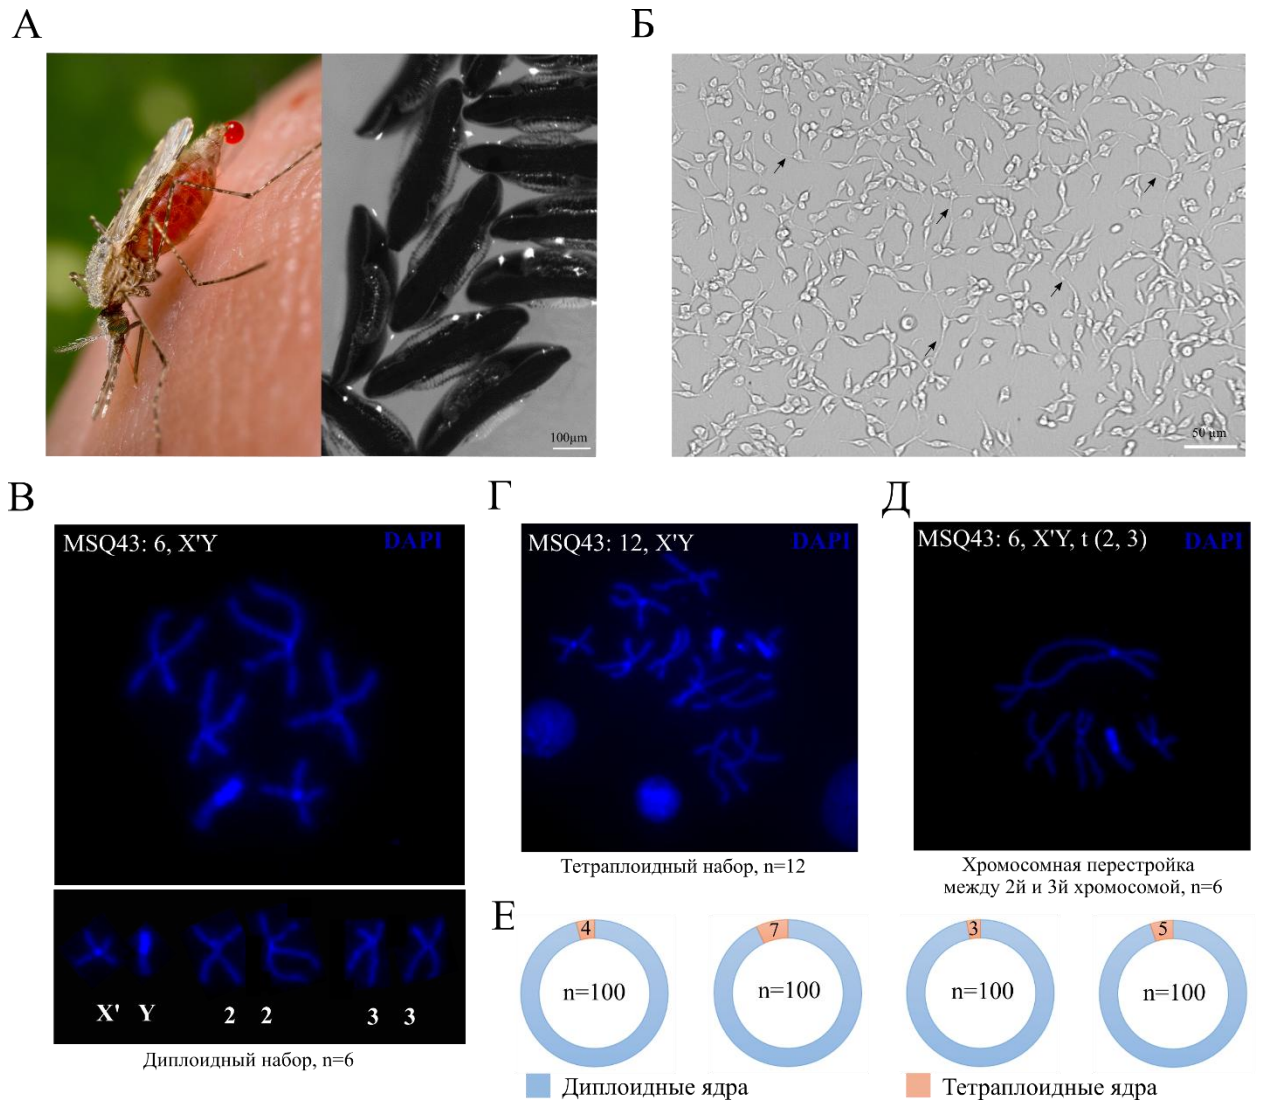 А
Б
100μm
50 μm
В
Г
Д
MSQ43: 6, X'Y
DAPI
MSQ43: 12, X'Y
DAPI
MSQ43: 6, X'Y, t (2, 3)
DAPI
Тетраплоидный набор, n=12
Хромосомная перестройка
между 2й и 3й хромосомой, n=6
X' Y 2 2 3 3
Диплоидный набор, n=6
Е
4
n=100
7
n=100
3
n=100
5
n=100
Диплоидные ядра
Тетраплоидные ядра